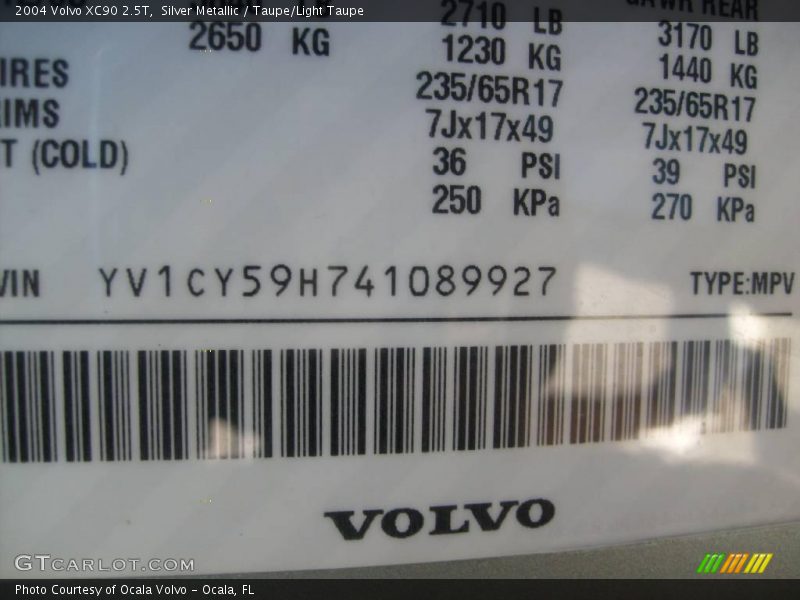 2004 Volvo XC90 2.5T, Silver Metallic / Taupe/Light Taupe
2710 LB GAWR REAR
2650 KG 1230 KG 3170 LB
1440 KG
IRES 235/65R17 235/65R17
IMS 7Jx17x49 7Jx17x49
T (COLD) 36 PSI 39 PSI
250 KPa 270 KPa
VIN YV1CY59H741089927 TYPE:MPV
VOLVO
GTCARLOT.COM
Photo Courtesy of Ocala Volvo - Ocala, FL